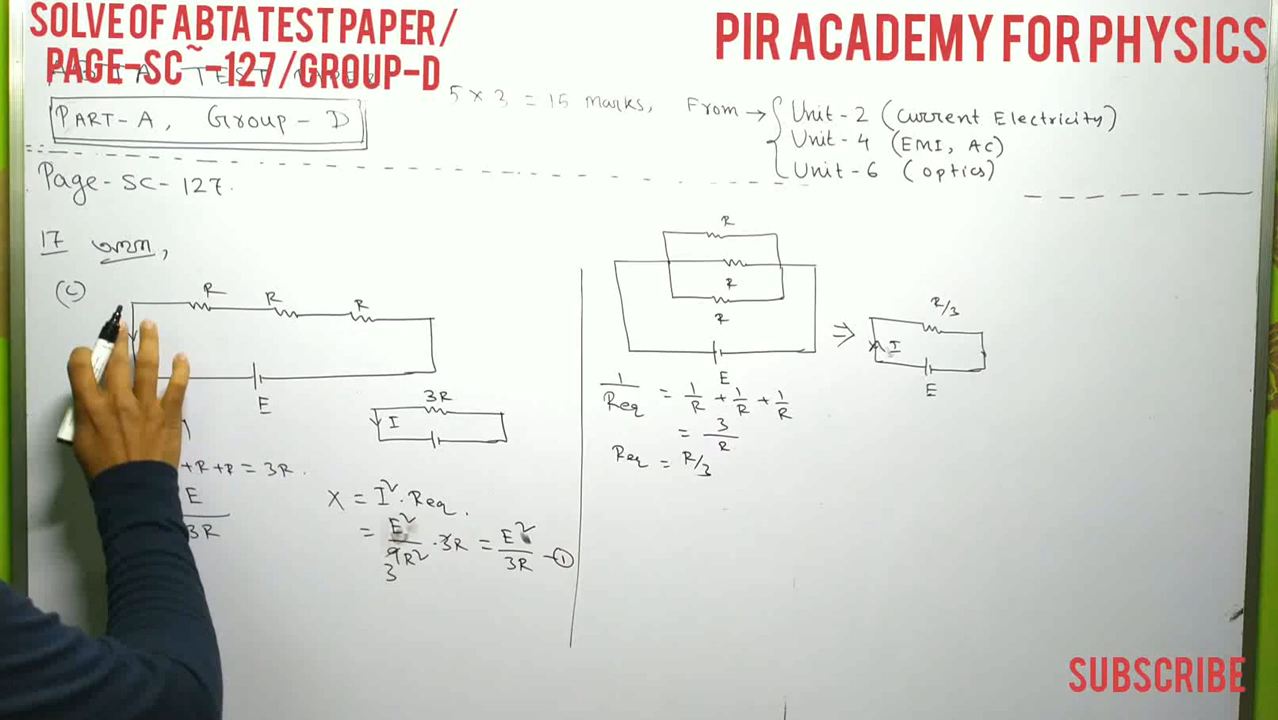 SOLVE OF ABTA TEST PAPER /
PAGE-SC~-127/GROUP-D
PIR ACADEMY FOR PHYSICS
PART-A, GROUP-D
5 x 3 = 15 marks, From → Unit-2 (Current Electricity)
Unit-4 (EMI, AC)
Unit-6 (optics)
Page-SC-127.
17
(C)
R R R
E
3R
I
+R+R = 3R.
E
3R
X = I². Req.
= E²/9R² · 3R = E²/3R -①
3
R
R
R
E
⇒
R/3
I
E
1/Req = 1/R + 1/R + 1/R
= 3/R
Req = R/3
SUBSCRIBE